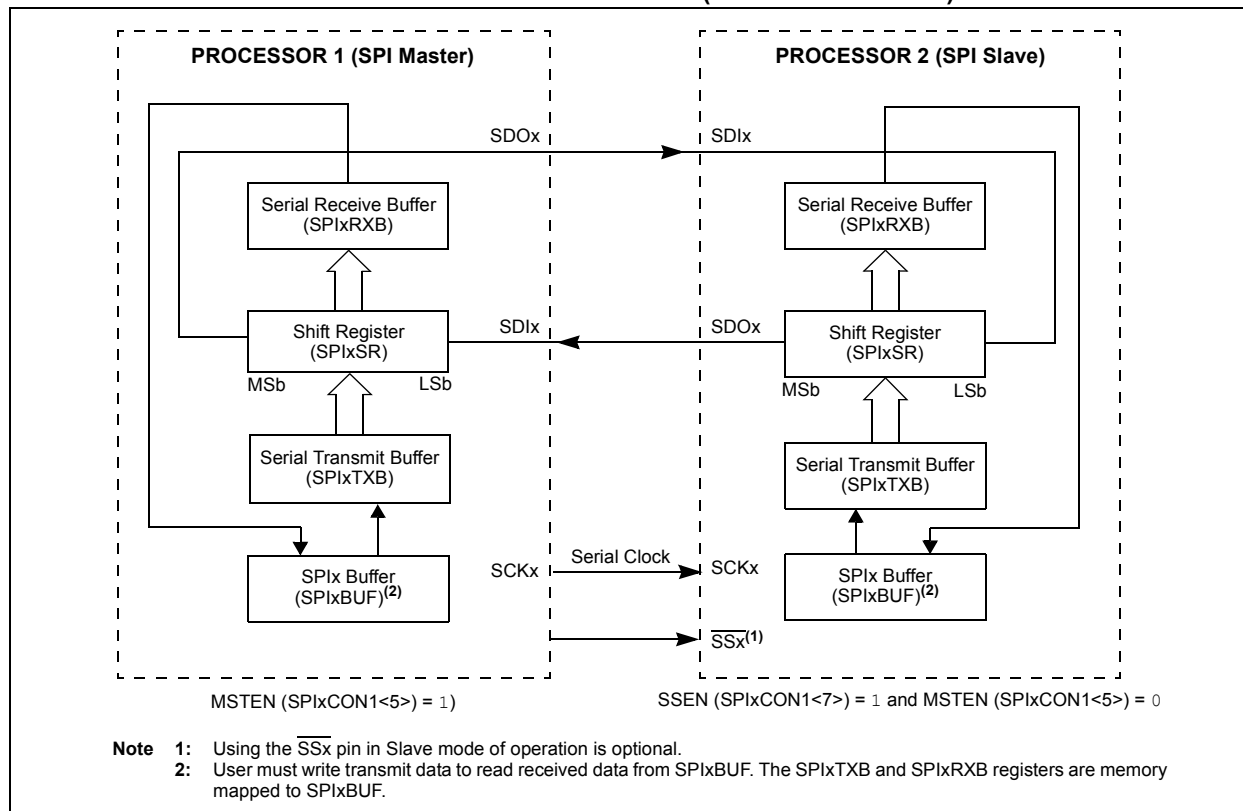 PROCESSOR 1 (SPI Master)
PROCESSOR 2 (SPI Slave)
SDOx
SDIx
Serial Receive Buffer
(SPIxRXB)
Serial Receive Buffer
(SPIxRXB)
Shift Register
(SPIxSR)
SDIx
SDOx
Shift Register
(SPIxSR)
MSb
LSb
MSb
LSb
Serial Transmit Buffer
(SPIxTXB)
Serial Transmit Buffer
(SPIxTXB)
SPIx Buffer
(SPIxBUF)(2)
SCKx
Serial Clock
SCKx
SPIx Buffer
(SPIxBUF)(2)
SSx(1)
MSTEN (SPIxCON1<5>) = 1)
SSEN (SPIxCON1<7>) = 1 and MSTEN (SPIxCON1<5>) = 0
Note 1: Using the SSx pin in Slave mode of operation is optional.
2: User must write transmit data to read received data from SPIxBUF. The SPIxTXB and SPIxRXB registers are memory
mapped to SPIxBUF.